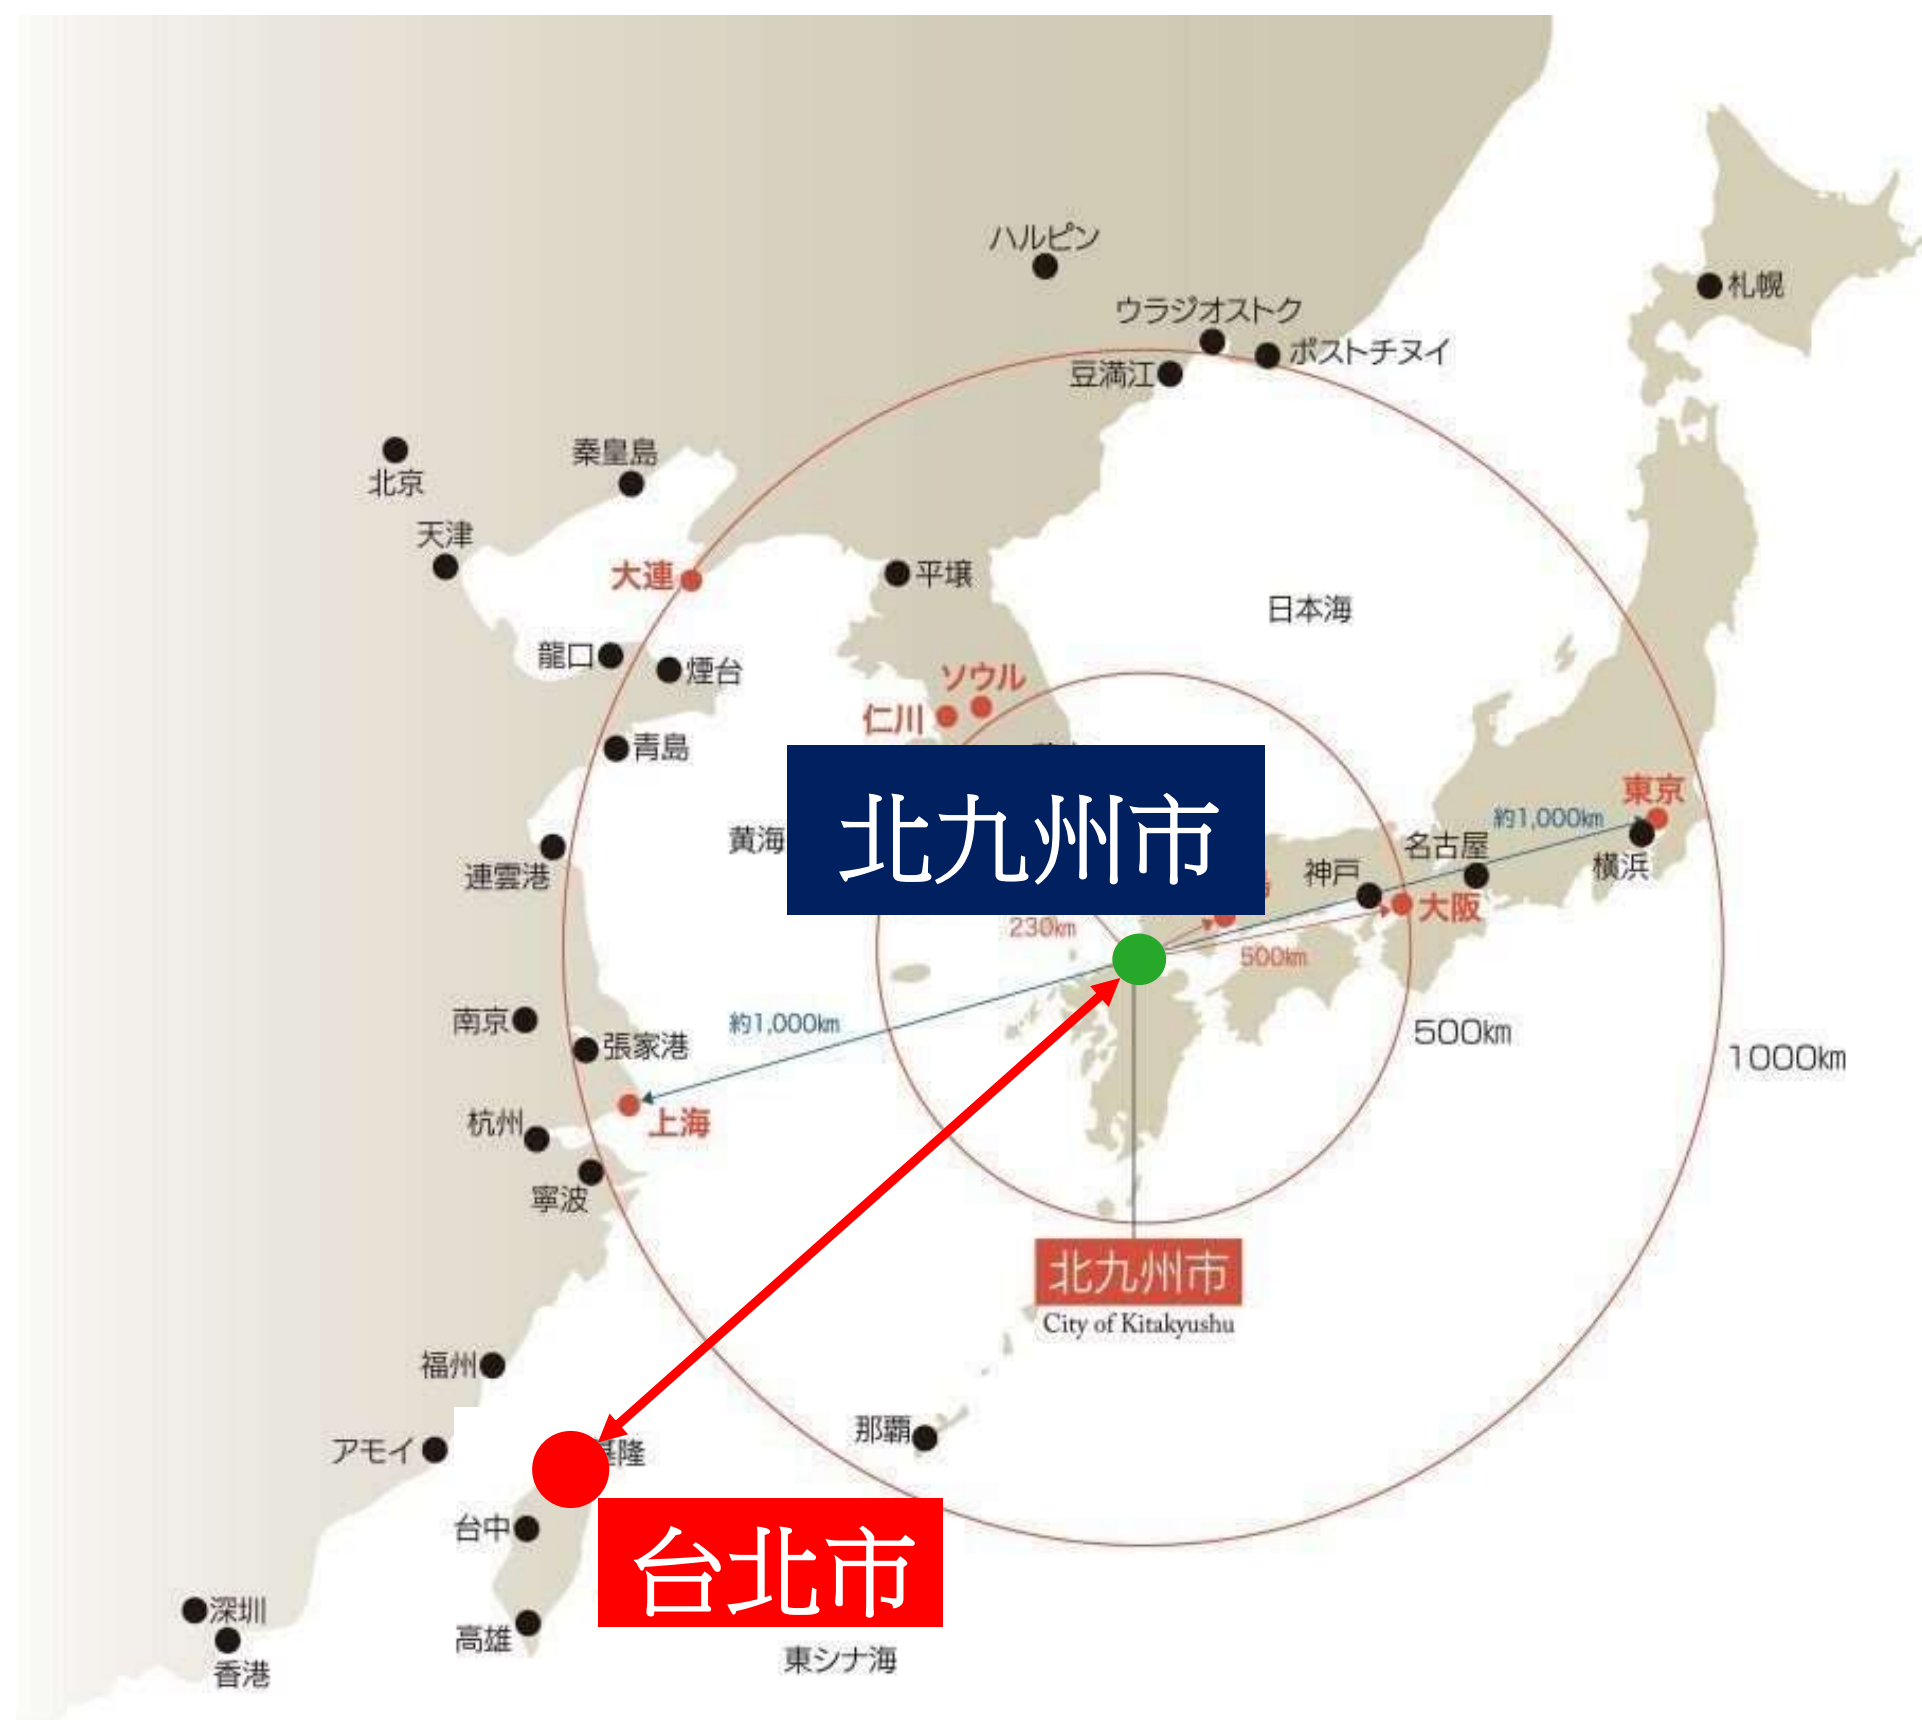 ハルピン
札幌
ウラジオストク
ポストチヌイ
豆満江
秦皇島
北京
天津
大連
平壌
日本海
龍口
煙台
ソウル
仁川
青島
北九州市
東京
約1,000km
黄海
名古屋
横浜
神戸
連雲港
大阪
230km
500km
南京
約1,000km
500km
張家港
1000km
上海
杭州
寧波
北九州市
City of Kitakyushu
福州
那覇
アモイ
隆
台中
台北市
深圳
高雄
東シナ海
香港